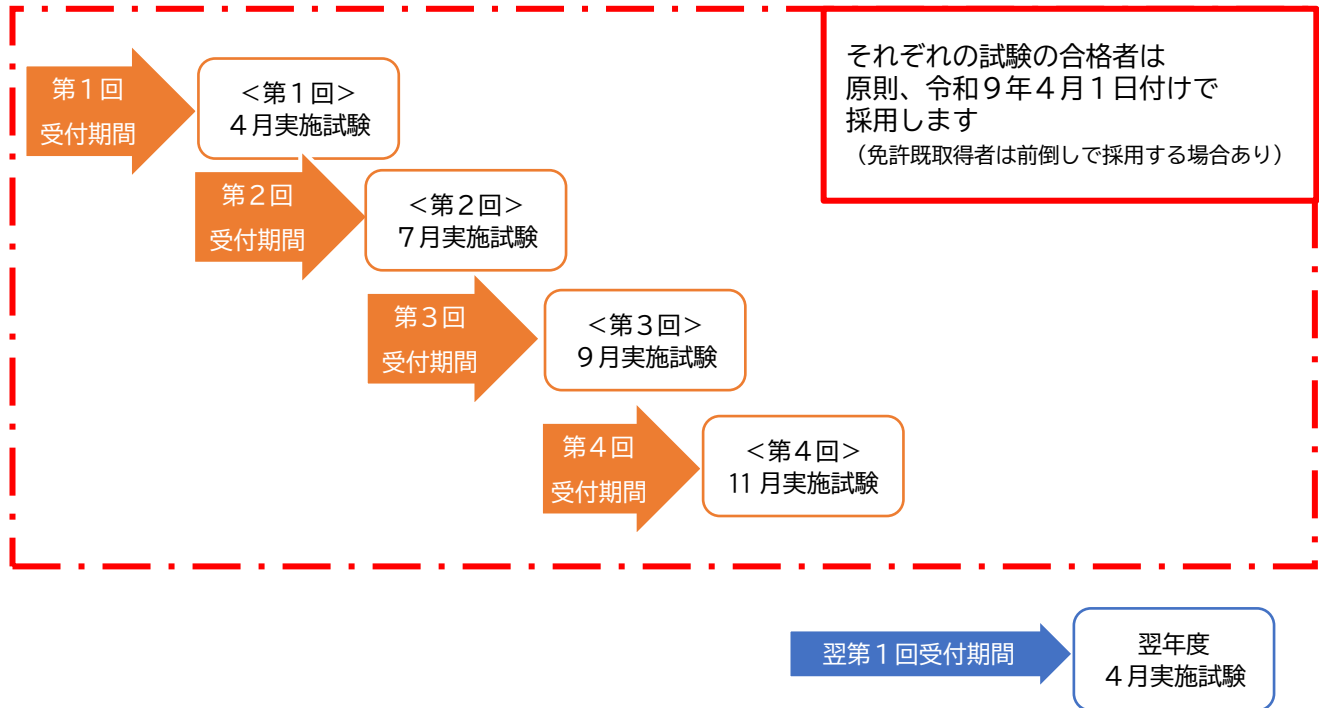 それぞれの試験の合格者は
原則、令和９年４月１日付けで
採用します
（免許既取得者は前倒しで採用する場合あり）
第１回
受付期間
＜第１回＞
４月実施試験
第２回
受付期間
＜第２回＞
７月実施試験
第３回
受付期間
＜第３回＞
９月実施試験
第４回
受付期間
＜第４回＞
11月実施試験
翌第１回受付期間
翌年度
４月実施試験